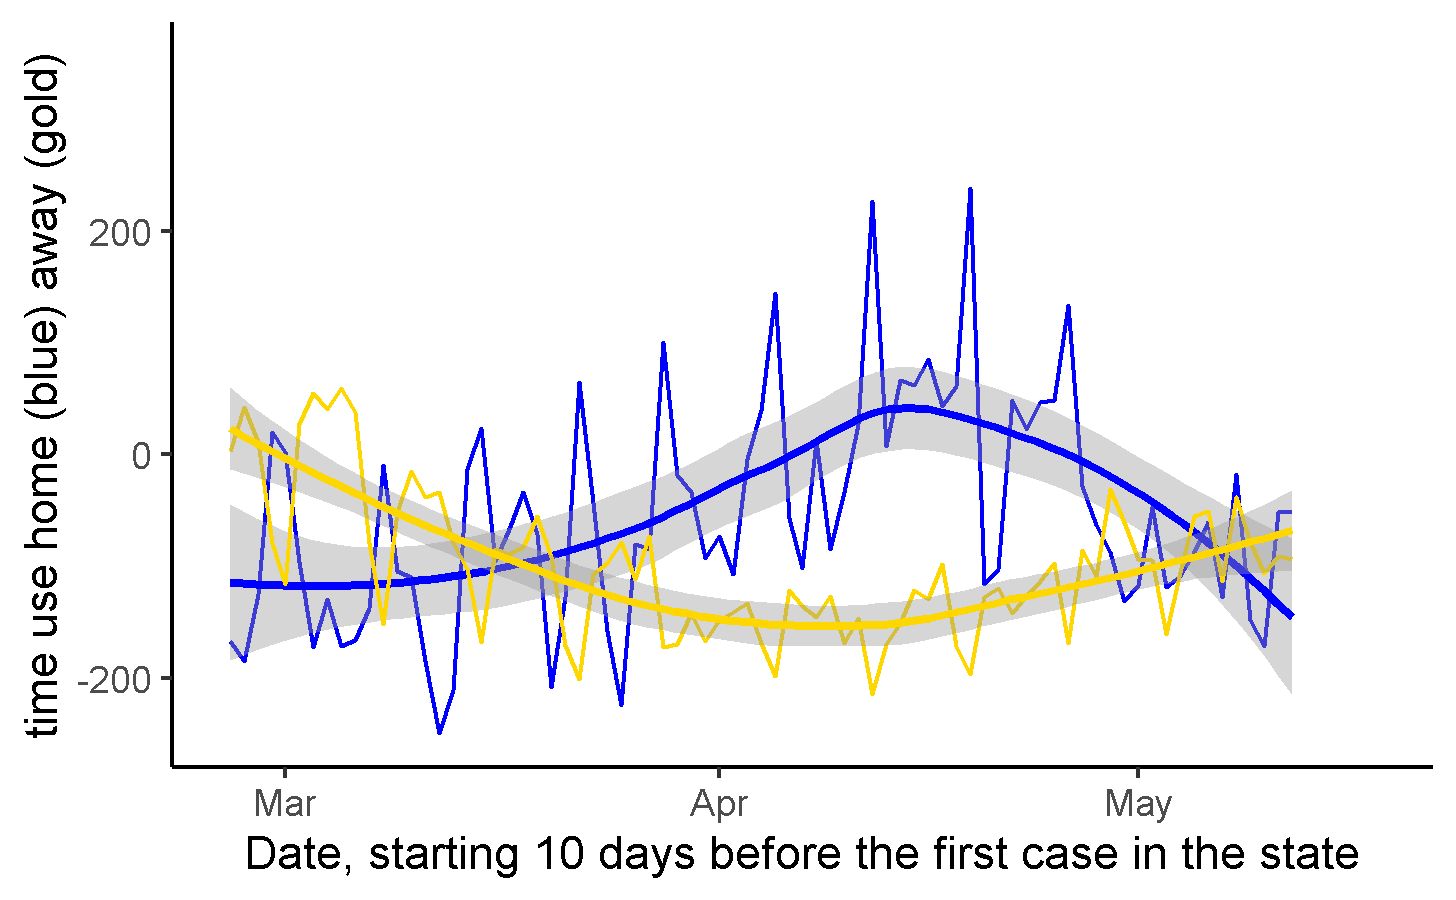 time use home (blue) away (gold)
200
0
-200
Mar Apr May
Date, starting 10 days before the first case in the state